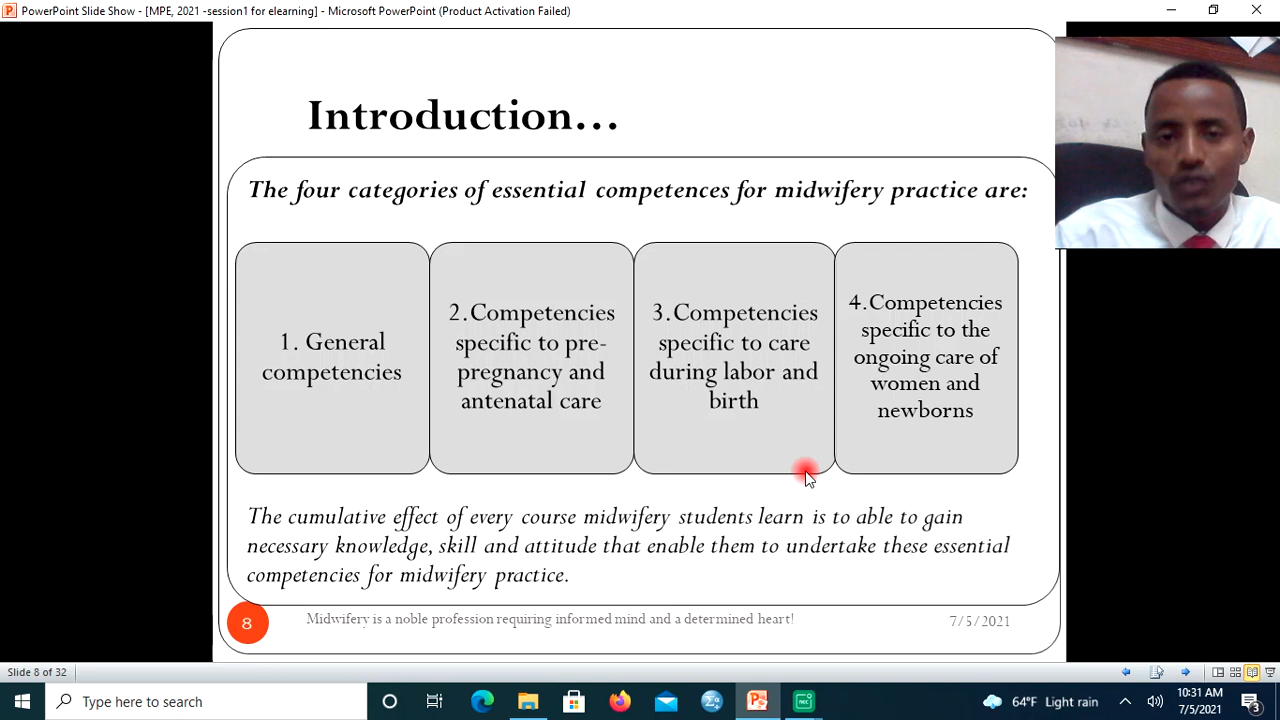 PowerPoint Slide Show - [MPE, 2021 -session1 for elearning] - Microsoft PowerPoint (Product Activation Failed)
Introduction...
The four categories of essential competences for midwifery practice are:
1. General
competencies
2.Competencies
specific to pre-
pregnancy and
antenatal care
3.Competencies
specific to care
during labor and
birth
4.Competencies
specific to the
ongoing care of
women and
newborns
The cumulative effect of every course midwifery students learn is to able to gain
necessary knowledge, skill and attitude that enable them to undertake these essential
competencies for midwifery practice.
8
Midwifery is a noble profession requiring informed mind and a determined heart!
7/5/2021
Slide 8 of 32
Type here to search
64°F Light rain
10:31 AM
7/5/2021
3